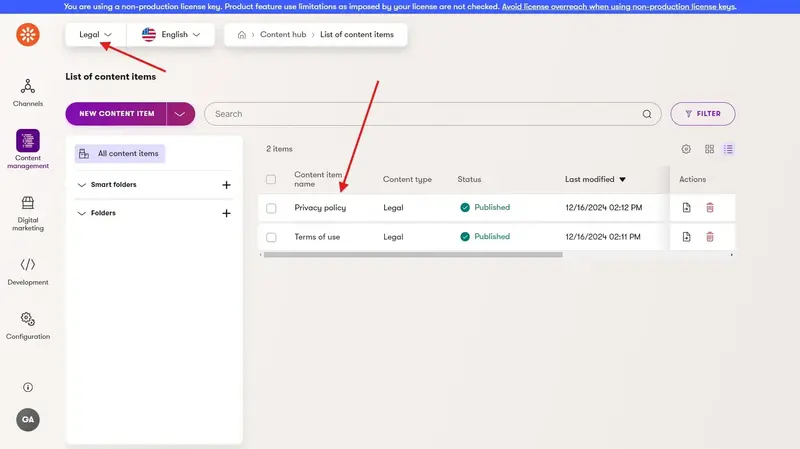 You are using a non-production license key. Product feature use limitations as imposed by your license are not checked. Avoid license overreach when using non-production license keys.
Legal English Content hub List of content items
List of content items
Channels
Content management
Digital marketing
Development
Configuration
GA
NEW CONTENT ITEM Search FILTER
All content items
Smart folders
Folders
2 items
Content item name Content type Status Last modified Actions
Privacy policy Legal Published 12/16/2024 02:12 PM
Terms of use Legal Published 12/16/2024 02:11 PM